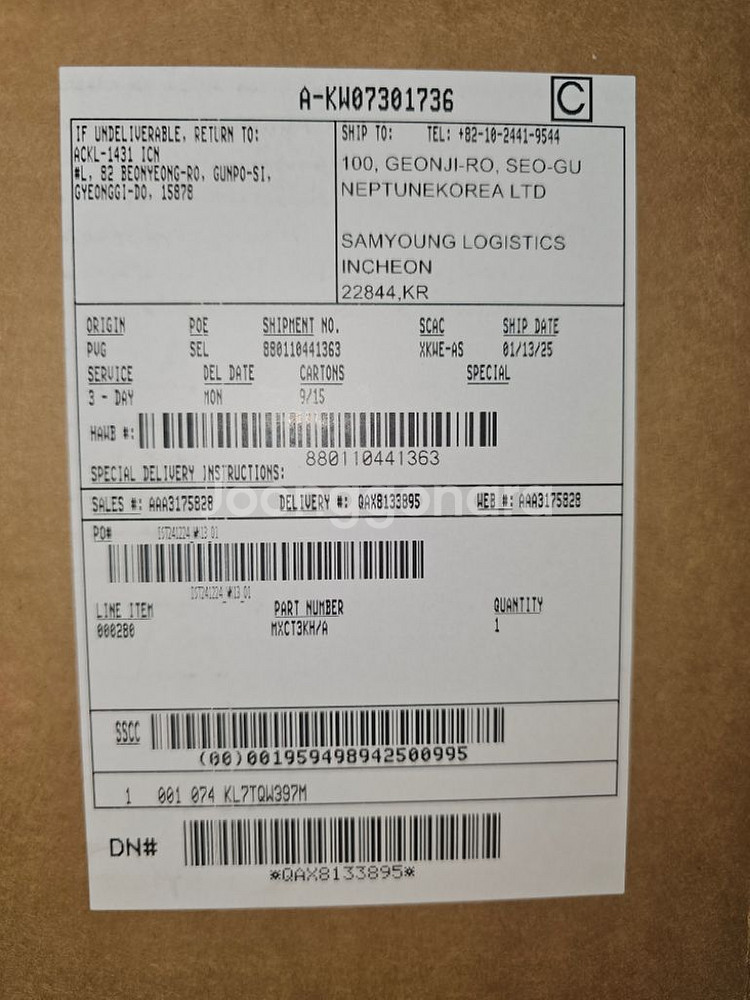 A-KW07301736
C
IF UNDELIVERABLE, RETURN TO:
ACKL-1431 ICN
#L, 82 BEONYEONG-RO, GUNPO-SI,
GYEONGGI-DO, 15878
SHIP TO: TEL: +82-10-2441-9544
100, GEONJI-RO, SEO-GU
NEPTUNEKOREA LTD
SAMYOUNG LOGISTICS
INCHEON
22844,KR
ORIGIN POE SHIPMENT NO. SCAC SHIP DATE
PVG SEL 880110441363 XKWE-AS 01/13/25
SERVICE DEL DATE CARTONS SPECIAL
3 - DAY MON 9/15
HAWB #:
880110441363
SPECIAL DELIVERY INSTRUCTIONS:
SALES #: AAA3175828 DELIVERY #: QAX8133895 WEB #: AAA3175828
Joonggonara
PO# IST241224_WK13_01
IST241224_WK13_01
LINE ITEM PART NUMBER QUANTITY
000280 MXCT3KH/A 1
SSCC
(00)001959498942500995
1 001 074 KL7TQW397M
DN#
*QAX8133895*